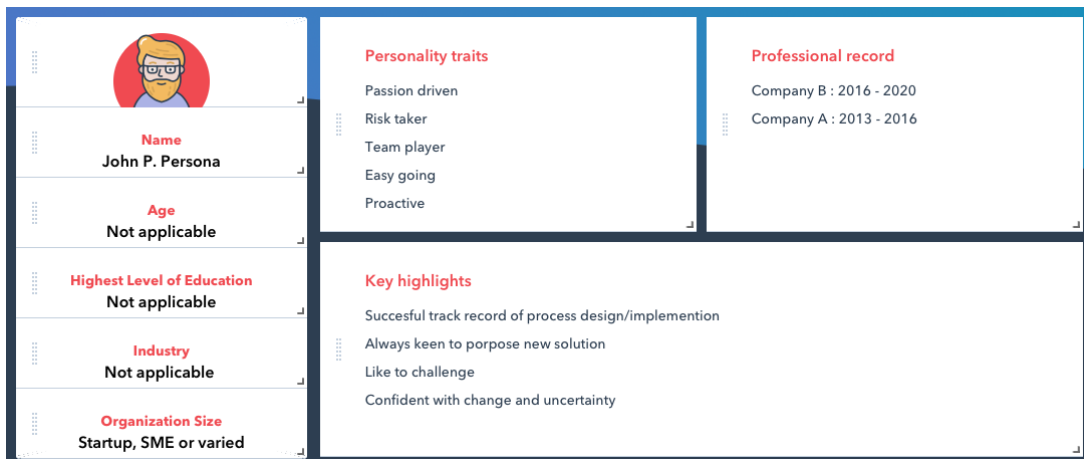 Name
John P. Persona
Age
Not applicable
Highest Level of Education
Not applicable
Industry
Not applicable
Organization Size
Startup, SME or varied
Personality traits
Passion driven
Risk taker
Team player
Easy going
Proactive
Professional record
Company B : 2016 - 2020
Company A : 2013 - 2016
Key highlights
Succesful track record of process design/implemention
Always keen to porpose new solution
Like to challenge
Confident with change and uncertainty